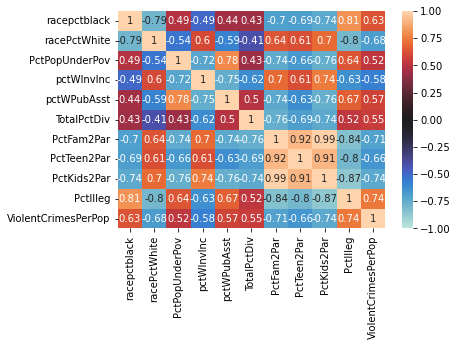 racepctblack 1 -0.79 0.49 -0.49 0.44 0.43 -0.7 -0.69 -0.74 0.81 0.63
racePctWhite -0.79 1 -0.54 0.6 -0.59 -0.41 0.64 0.61 0.7 -0.8 -0.68
PctPopUnderPov 0.49 -0.54 1 -0.72 0.78 0.43 -0.74 -0.66 -0.76 0.64 0.52
pctWInvInc -0.49 0.6 -0.72 1 -0.75 -0.62 0.7 0.61 0.74 -0.63 -0.58
pctWPubAsst 0.44 -0.59 0.78 -0.75 1 0.5 -0.74 -0.63 -0.76 0.67 0.57
TotalPctDiv 0.43 -0.41 0.43 -0.62 0.5 1 -0.76 -0.69 -0.74 0.52 0.55
PctFam2Par -0.7 0.64 -0.74 0.7 -0.74 -0.76 1 0.92 0.99 -0.84 -0.71
PctTeen2Par -0.69 0.61 -0.66 0.61 -0.63 -0.69 0.92 1 0.91 -0.8 -0.66
PctKids2Par -0.74 0.7 -0.76 0.74 -0.76 -0.74 0.99 0.91 1 -0.87 -0.74
PctIlleg 0.81 -0.8 0.64 -0.63 0.67 0.52 -0.84 -0.8 -0.87 1 0.74
ViolentCrimesPerPop 0.63 -0.68 0.52 -0.58 0.57 0.55 -0.71 -0.66 -0.74 0.74 1
racepctblack
racePctWhite
PctPopUnderPov
pctWInvInc
pctWPubAsst
TotalPctDiv
PctFam2Par
PctTeen2Par
PctKids2Par
PctIlleg
ViolentCrimesPerPop
1.00
0.75
0.50
0.25
0.00
−0.25
−0.50
−0.75
−1.00